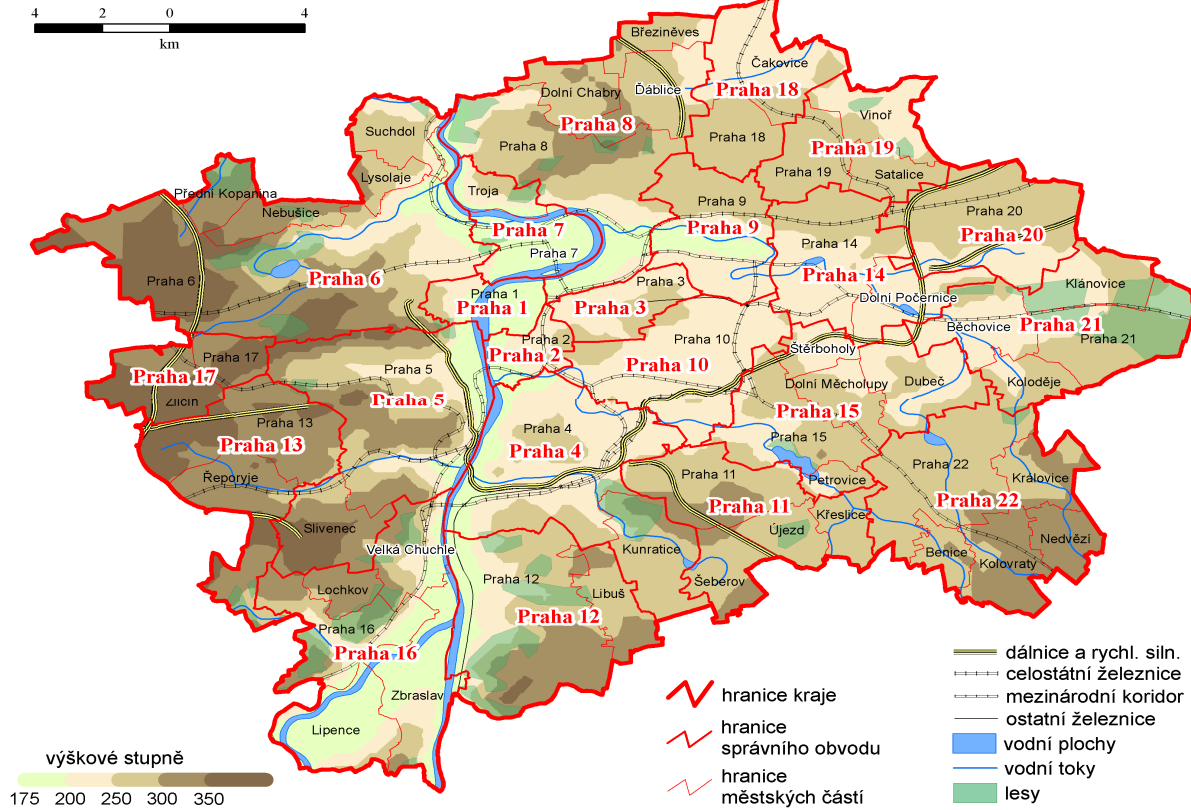 4 2 0 4
km
Březiněves
Čakovice
Ďáblice
Praha 18
Dolní Chabry
Vinoř
Praha 8
Suchdol
Praha 18
Praha 8
Praha 19
Praha 19
Satalice
Lysolaje
Přední Kopanina
Troja
Nebušice
Praha 9
Praha 20
Praha 7
Praha 9
Praha 20
Praha 14
Praha 7
Praha 6
Praha 6
Praha 14
Praha 3
Klánovice
Praha 1
Dolní Počernice
Praha 1
Praha 3
Běchovice
Praha 21
Praha 2
Praha 10
Praha 21
Štěrboholy
Praha 2
Praha 17
Praha 10
Praha 5
Praha 17
Dolní Měcholupy
Dubeč
Koloděje
Zličín
Praha 5
Praha 15
Praha 13
Praha 4
Praha 15
Praha 13
Praha 4
Praha 22
Praha 11
Řeporyje
Petrovice
Královice
Praha 22
Praha 11
Křeslice
Slivenec
Újezd
Nedvězí
Velká Chuchle
Kunratice
Benice
Kolovraty
Praha 12
Šeberov
Lochkov
Libuš
Praha 12
Praha 16
Praha 16
Zbraslav
Lipence
výškové stupně
175 200 250 300 350
hranice kraje
hranice
správního obvodu
hranice
městských částí
dálnice a rychl. siln.
celostátní železnice
mezinárodní koridor
ostatní železnice
vodní plochy
vodní toky
lesy